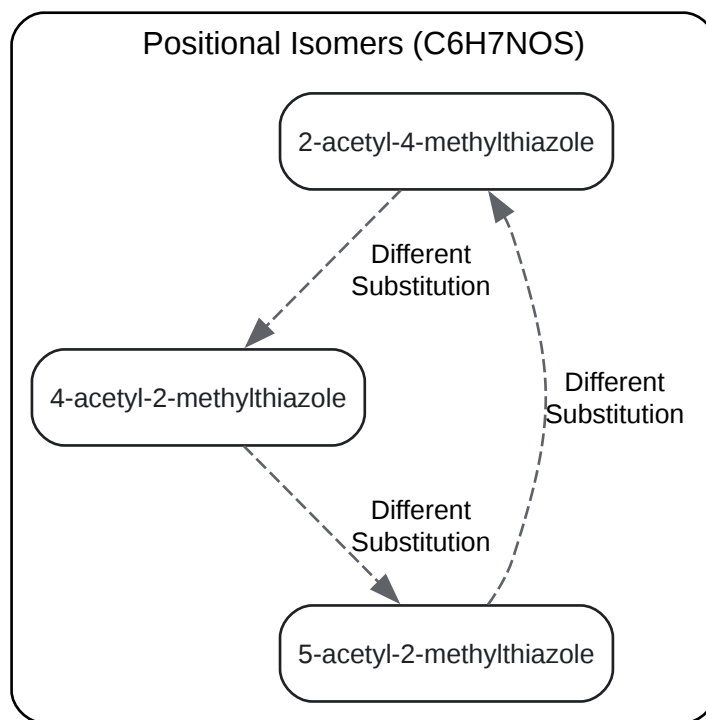 Positional Isomers (C6H7NOS)
2-acetyl-4-methylthiazole
Different
Substitution
4-acetyl-2-methylthiazole
Different
Substitution
Different
Substitution
5-acetyl-2-methylthiazole